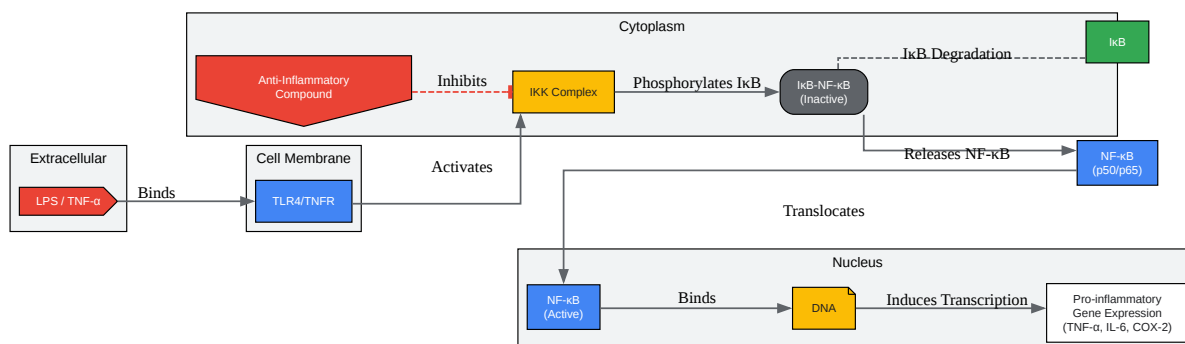 Cytoplasm
IκB
IκB Degradation
Anti-Inflammatory
Compound
Inhibits
IKK Complex
Phosphorylates IκB
IκB-NF-κB
(Inactive)
Extracellular
Cell Membrane
Activates
Releases NF-κB
NF-κB
(p50/p65)
LPS / TNF-α
Binds
TLR4/TNFR
Translocates
Nucleus
NF-κB
(Active)
Binds
DNA
Induces Transcription
Pro-inflammatory
Gene Expression
(TNF-α, IL-6, COX-2)